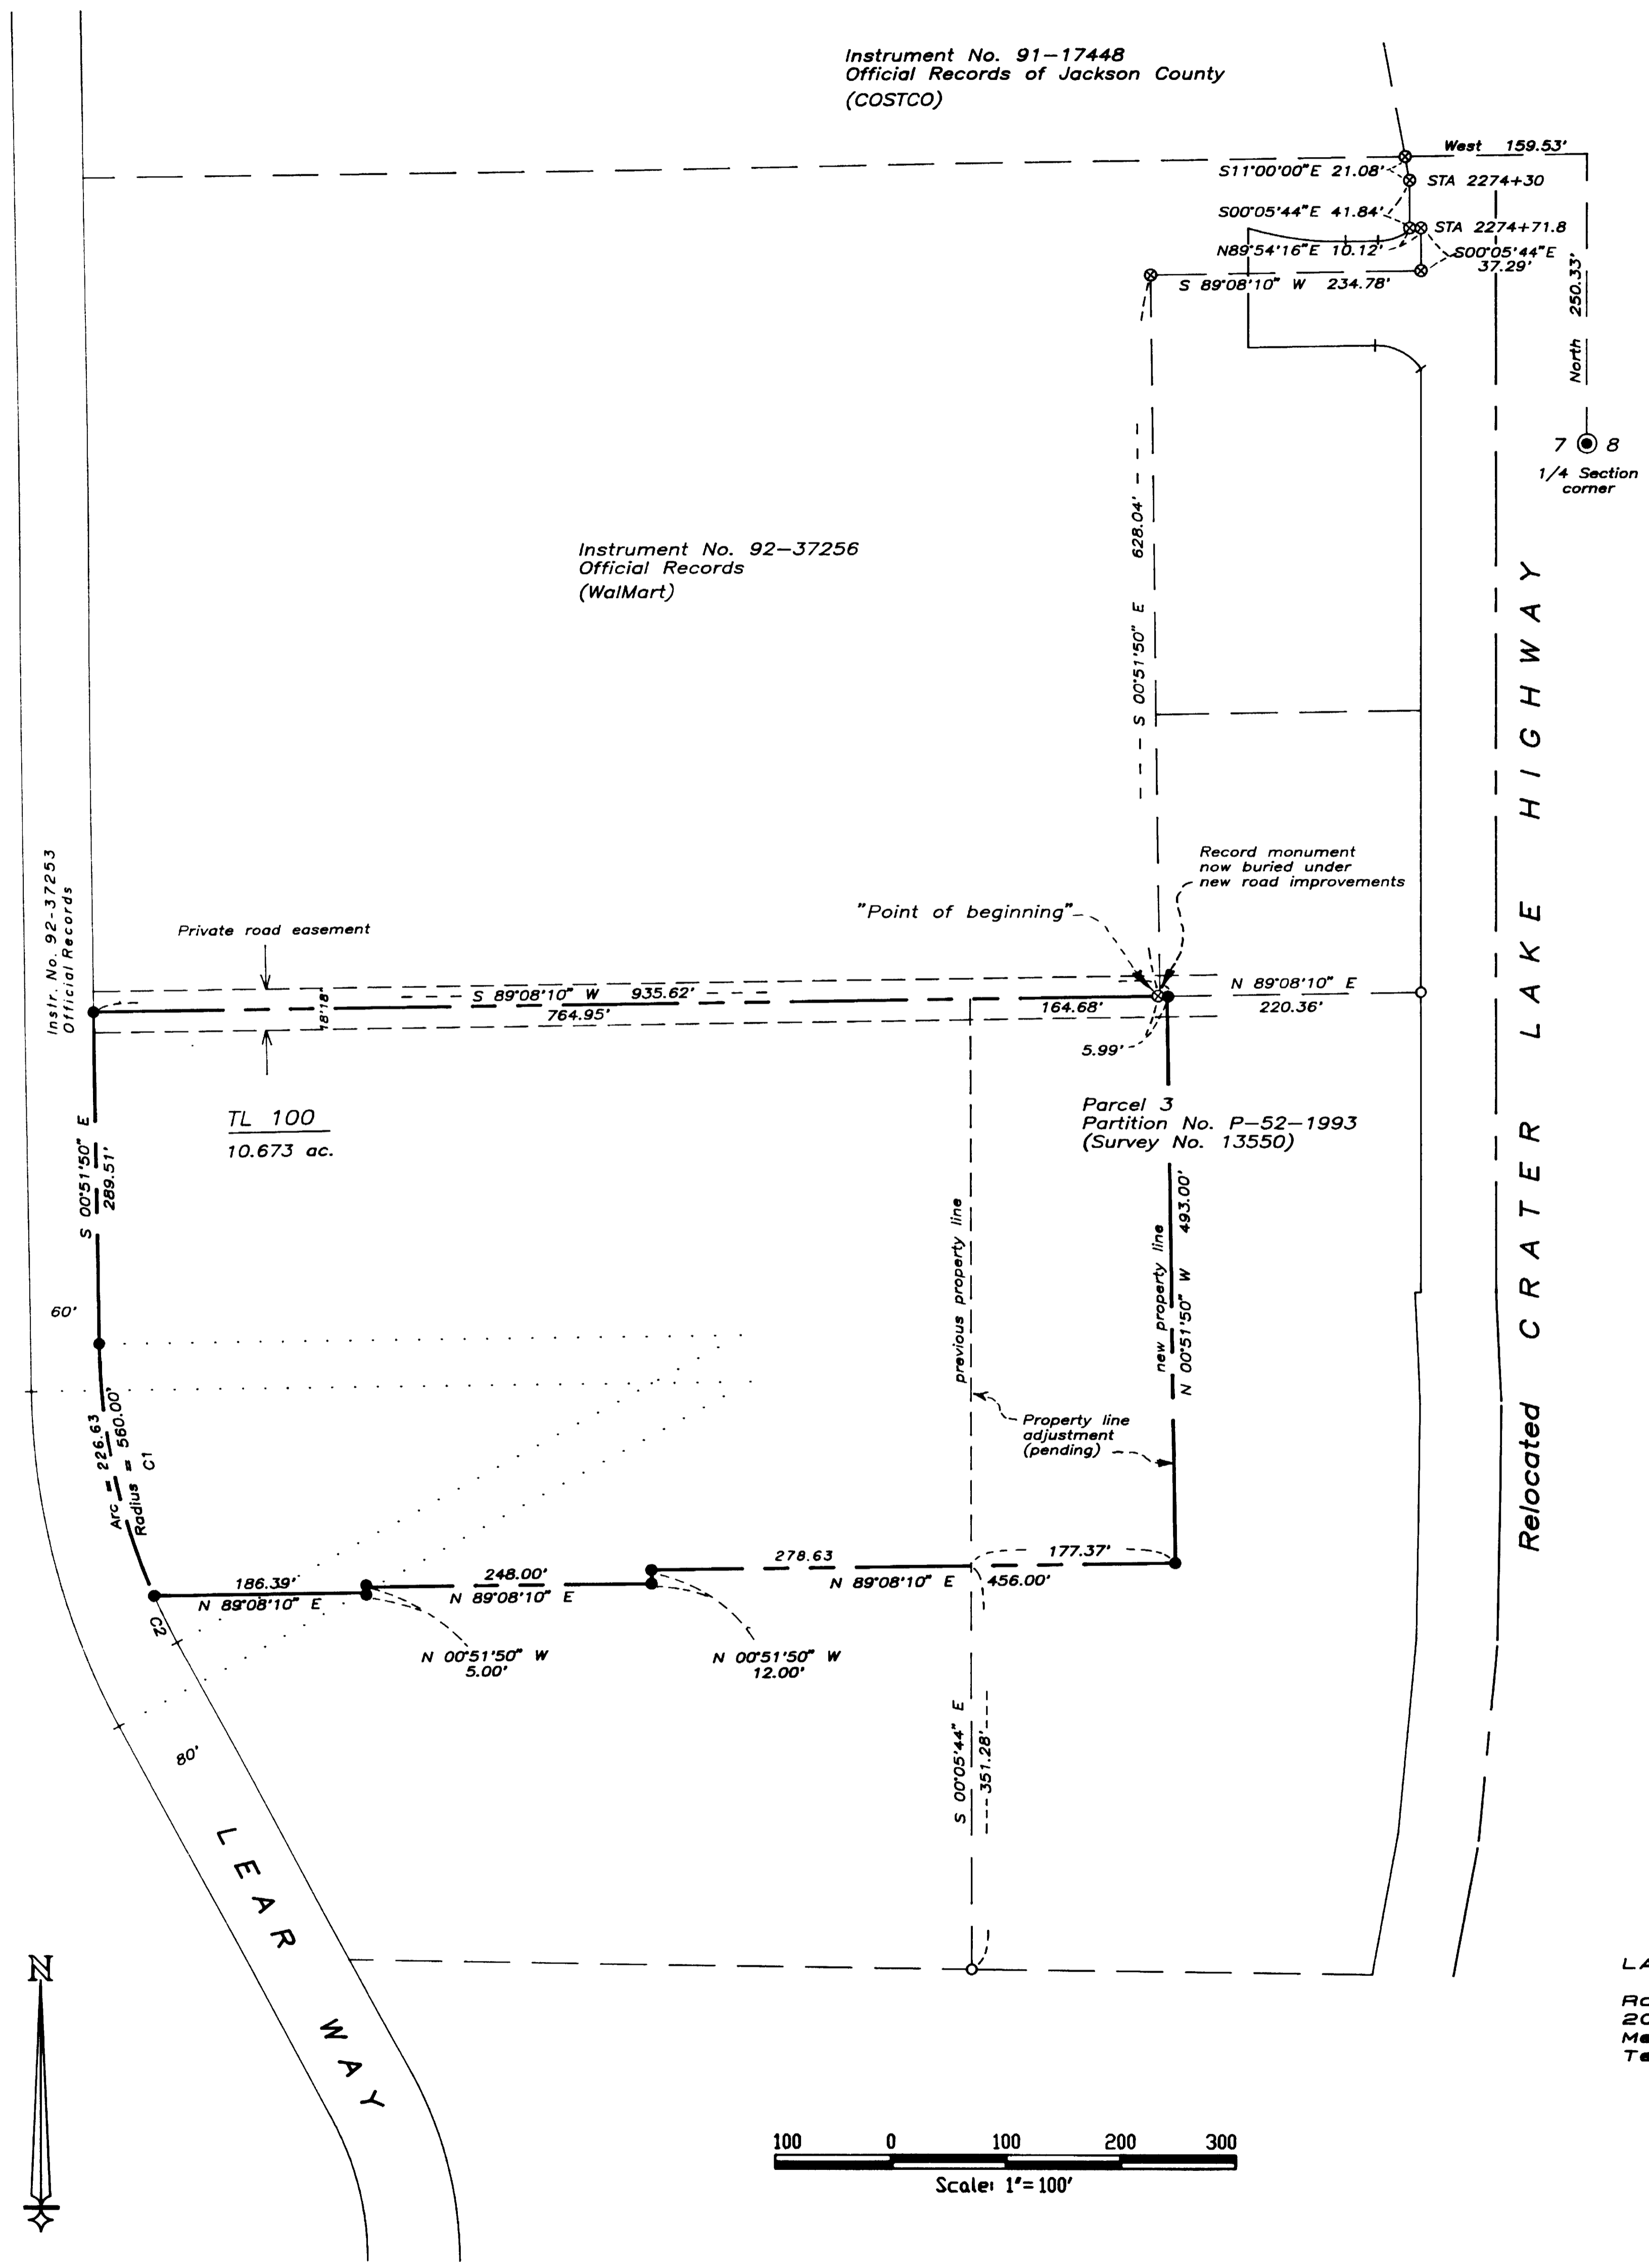 Instrument No. 91-17448
Official Records of Jackson County
(COSTCO)
West 159.53'
S11°00'00"E 21.08'
STA 2274+30
S00°05'44"E 41.84'
STA 2274+71.8
N89°54'16"E 10.12'
S00°05'44"E
37.29'
S 89°08'10" W 234.78'
North 250.33'
7 8
1/4 Section
corner
628.04'
S 00°51'50" E
Instrument No. 92-37256
Official Records
(WalMart)
Relocated CRATER LAKE HIGHWAY
Record monument
now buried under
new road improvements
"Point of beginning"
Instr. No. 92-37253
Official Records
Private road easement
S 89°08'10" W 935.62'
764.95'
18'18'
164.68'
N 89°08'10" E
220.36'
5.99'
TL 100
10.673 ac.
Parcel 3
Partition No. P-52-1993
(Survey No. 13550)
S 00°51'50" E
289.51'
previous property line
new property line
N 00°51'50" W 493.00'
60'
Arc = 226.63
Radius = 560.00'
C1
Property line
adjustment
(pending)
186.39'
N 89°08'10" E
248.00'
N 89°08'10" E
278.63
N 89°08'10" E 456.00'
177.37'
C2
N 00°51'50" W
5.00'
N 00°51'50" W
12.00'
S 00°05'44" E
351.28'
80'
LEAR WAY
N
LA
Ro
20
Me
Te
100 0 100 200 300
Scale: 1"=100'